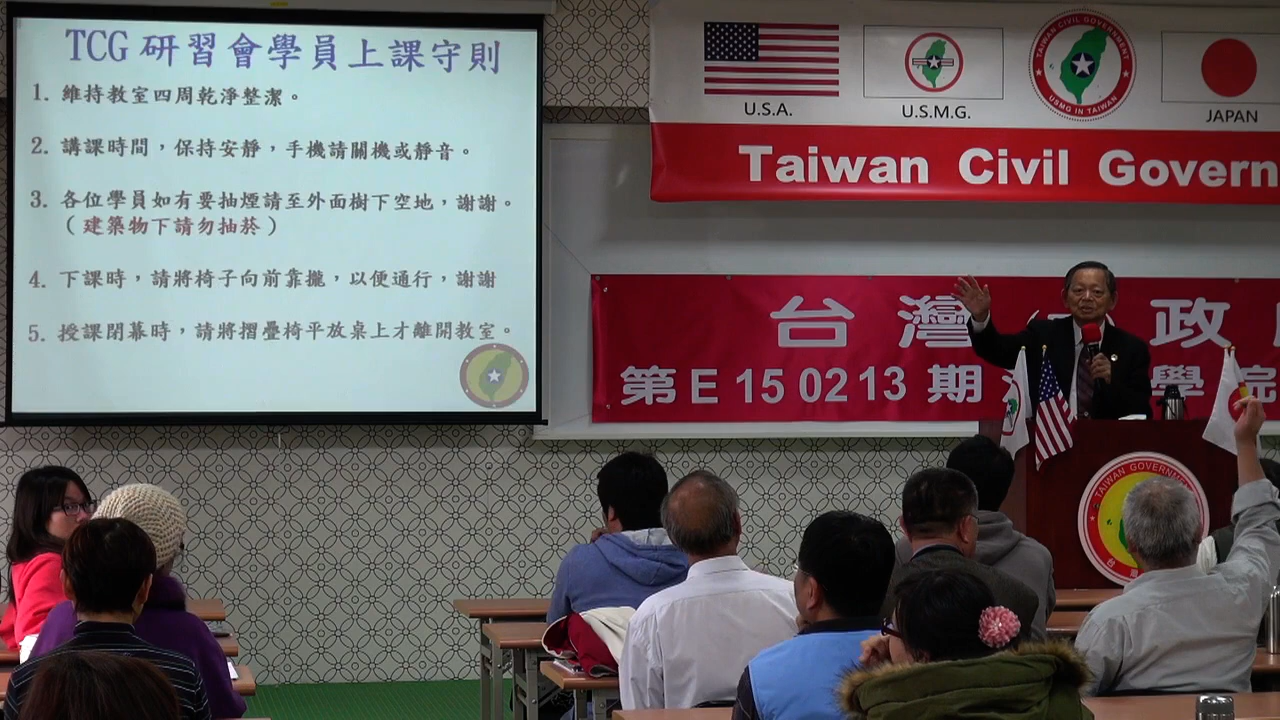 TCG 研習會學員上課守則
1. 維持教室四周乾淨整潔。
2. 講課時間，保持安靜，手機請關機或靜音。
3. 各位學員如有要抽煙請至外面樹下空地，謝謝。
（建築物下請勿抽菸）
4. 下課時，請將椅子向前靠攏，以便通行，謝謝
5. 授課閉幕時，請將摺疊椅平放桌上才離開教室。
TAIWAN CIVIL GOVERNMENT
USMG IN TAIWAN
U.S.A.
U.S.M.G.
JAPAN
Taiwan Civil Govern
台灣 政
第E 15 02 13 期 學院
TAIWAN GOVERNMENT
台